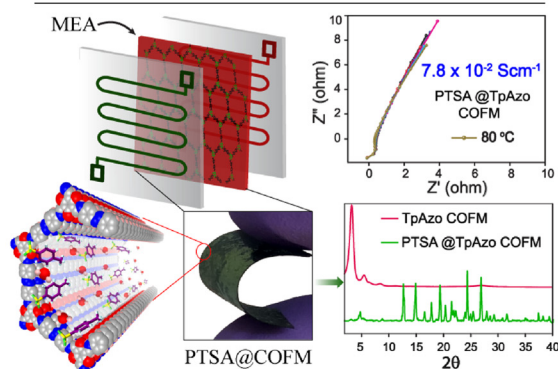 MEA
PTSA@COFM
Z" (ohm)
10
8
6
4
2
0
7.8 x 10⁻² Scm⁻¹
PTSA @TpAzo
COFM
80 °C
0 2 4 6 8 10
Z' (ohm)
TpAzo COFM
PTSA @TpAzo COFM
5 10 15 20 25 30 35 40
2θ